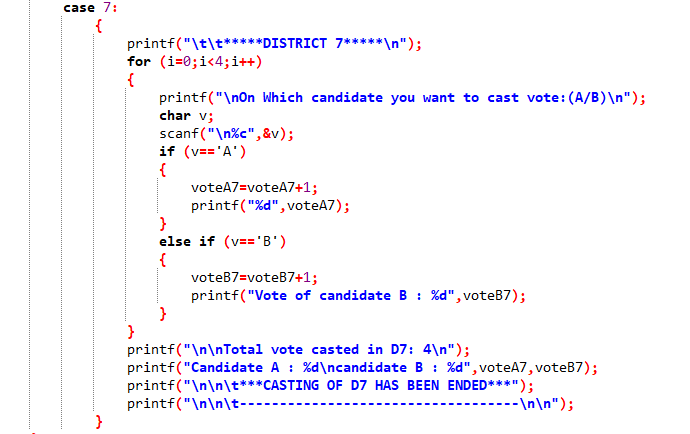 case 7:
{
printf("\t\t*****DISTRICT 7*****\n");
for (i=0;i<4;i++)
{
printf("\nOn Which candidate you want to cast vote:(A/B)\n");
char v;
scanf("\n%c",&v);
if (v=='A')
{
voteA7=voteA7+1;
printf("%d",voteA7);
}
else if (v=='B')
{
voteB7=voteB7+1;
printf("Vote of candidate B : %d",voteB7);
}
}
printf("\n\nTotal vote casted in D7: 4\n");
printf("Candidate A : %d\ncandidate B : %d",voteA7,voteB7);
printf("\n\n\t***CASTING OF D7 HAS BEEN ENDED***");
printf("\n\n\t-----------------------------------\n\n");
}